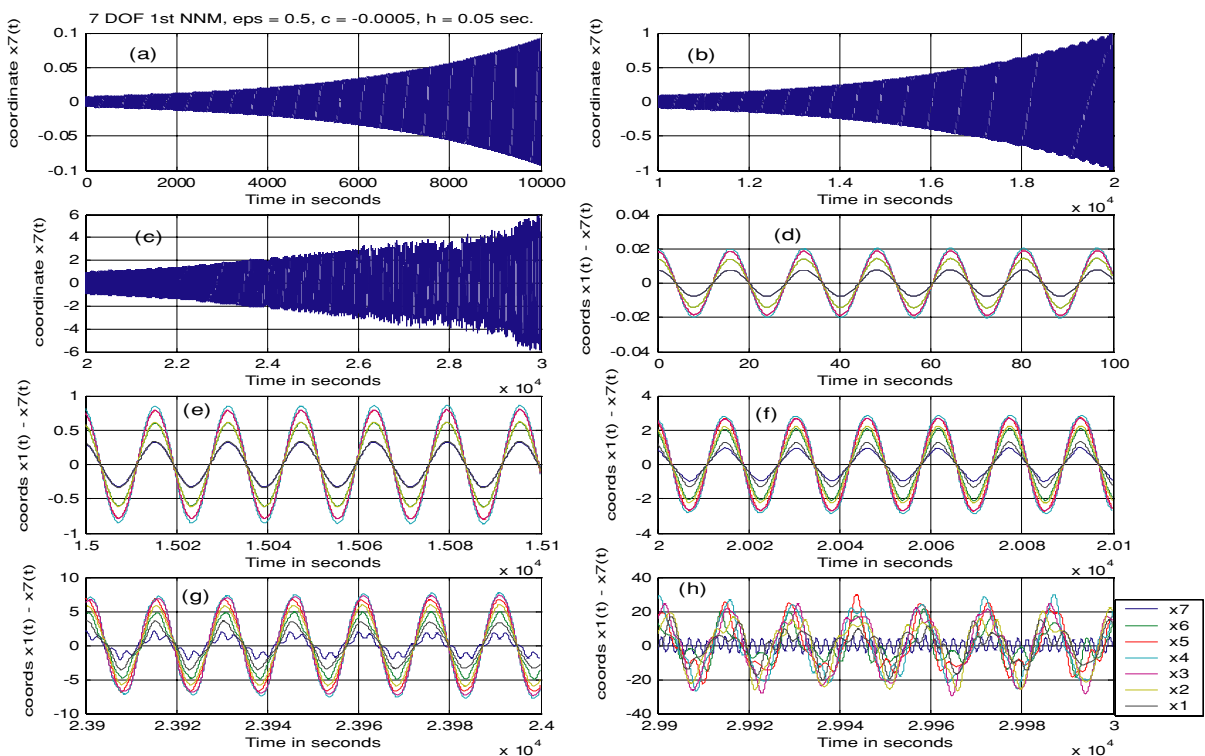 7 DOF 1st NNM, eps = 0.5, c = -0.0005, h = 0.05 sec.
coordinate x7(t)
0.1
0.05
0
-0.05
-0.1
(a)
0 2000 4000 6000 8000 10000
Time in seconds
coordinate x7(t)
1
0.5
0
-0.5
-1
(b)
1 1.2 1.4 1.6 1.8 2
Time in seconds
x 10^4
coordinate x7(t)
6
4
2
0
-2
-4
-6
(c)
2 2.2 2.4 2.6 2.8 3
Time in seconds
x 10^4
coords x1(t) - x7(t)
0.04
0.02
0
-0.02
-0.04
(d)
0 20 40 60 80 100
Time in seconds
coords x1(t) - x7(t)
1
0.5
0
-0.5
-1
(e)
1.5 1.502 1.504 1.506 1.508 1.51
Time in seconds
x 10^4
coords x1(t) - x7(t)
4
2
0
-2
-4
(f)
2 2.002 2.004 2.006 2.008 2.01
Time in seconds
x 10^4
coords x1(t) - x7(t)
10
5
0
-5
-10
(g)
2.39 2.392 2.394 2.396 2.398 2.4
Time in seconds
x 10^4
coords x1(t) - x7(t)
40
20
0
-20
-40
(h)
2.99 2.992 2.994 2.996 2.998 3
Time in seconds
x 10^4
x7
x6
x5
x4
x3
x2
x1